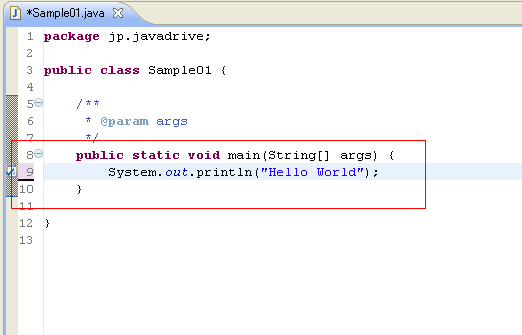 *Sample01.java
1 package jp.javadrive;
2
3 public class Sample01 {
4
5 /**
6 * @param args
7 */
8 public static void main(String[] args) {
9 System.out.println("Hello World");
10 }
11
12 }
13